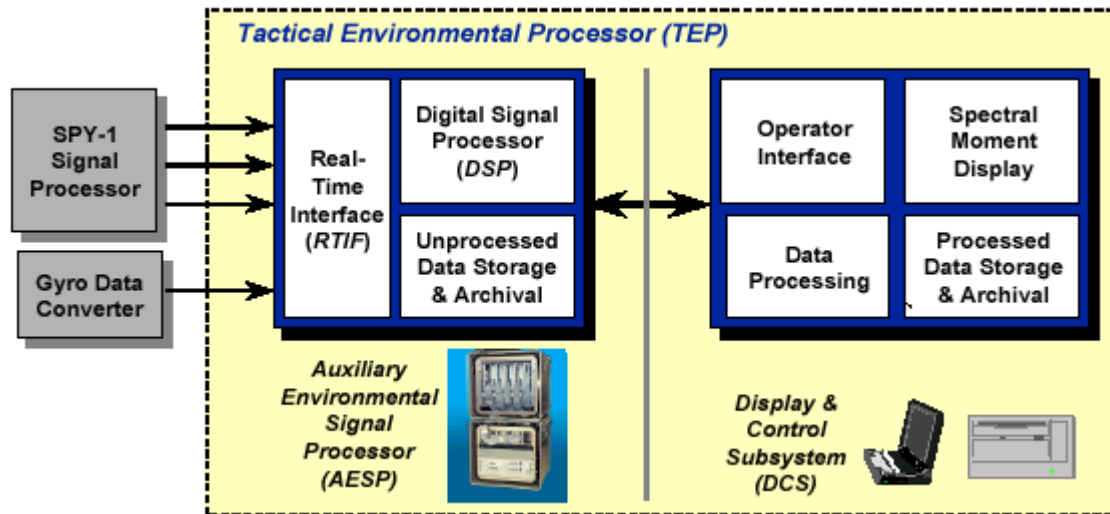 Tactical Environmental Processor (TEP)
SPY-1
Signal
Processor
Gyro Data
Converter
Real-
Time
Interface
(RTIF)
Digital Signal
Processor
(DSP)
Unprocessed
Data Storage
& Archival
Operator
Interface
Spectral
Moment
Display
Data
Processing
Processed
Data Storage
& Archival
Auxiliary
Environmental
Signal
Processor
(AESP)
Display &
Control
Subsystem
(DCS)